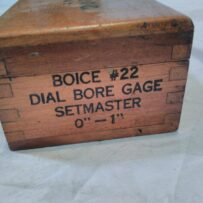 BOICE #22
DIAL BORE GAGE
SETMASTER
0"-1"